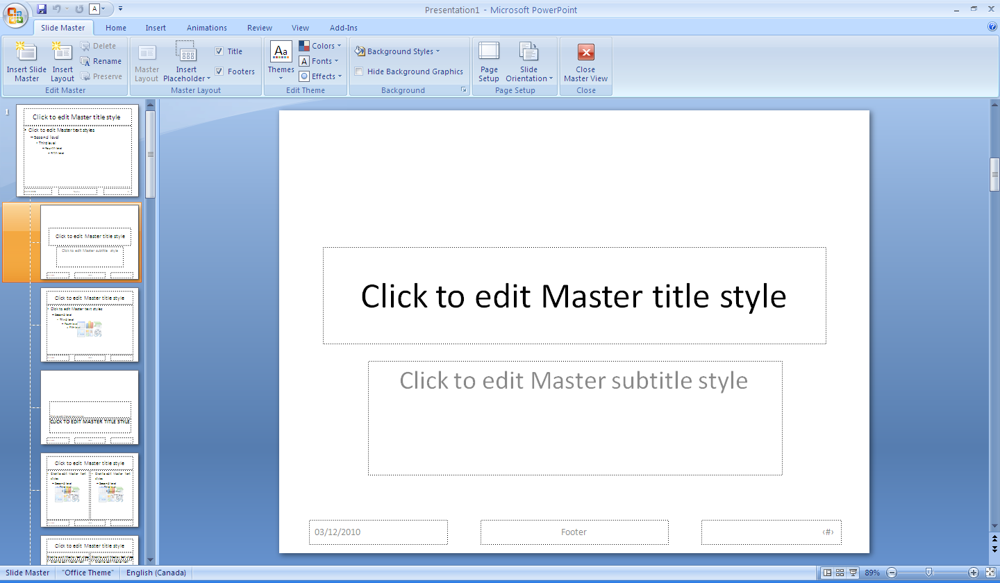 Presentation1 - Microsoft PowerPoint
Slide Master Home Insert Animations Review View Add-Ins
Insert Slide Master
Insert Layout
Delete
Rename
Preserve
Edit Master
Master Layout
Insert Placeholder
Title
Footers
Master Layout
Aa
Themes
Colors
A Fonts
Effects
Edit Theme
Background Styles
Hide Background Graphics
Background
Page Setup
Slide Orientation
Page Setup
Close Master View
Close
1
Click to edit Master title style
• Click to edit Master text styles
– Second level
• Third level
– Fourth level
• Fifth level
Click to edit Master title style
Click to edit Master subtitle style
Click to edit Master title style
• Click to edit Master text styles
– Second level
• Third level
– Fourth level
CLICK TO EDIT MASTER TITLE STYLE
Click to edit Master title style
• Click to edit Master text styles
– Second level
• Click to edit Master text styles
– Second level
Click to edit Master title style
Click to edit Master title style
Click to edit Master subtitle style
03/12/2010
Footer
‹#›
Slide Master "Office Theme" English (Canada)
89%